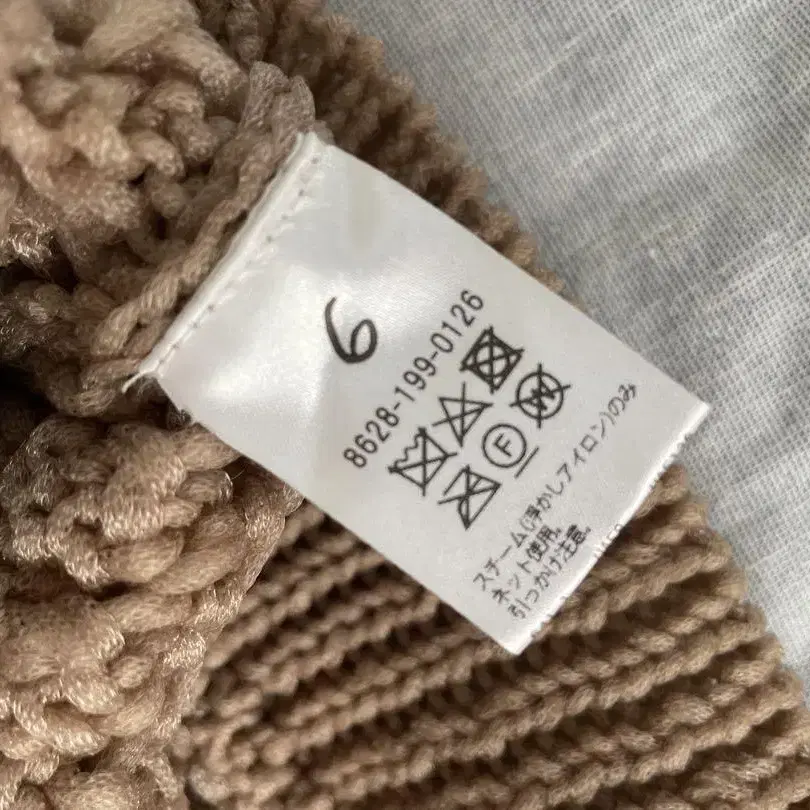 6
8628-199-0126
F
W
スチーム(浮かしアイロン)のみ
ネット使用。
引っかけ注意。